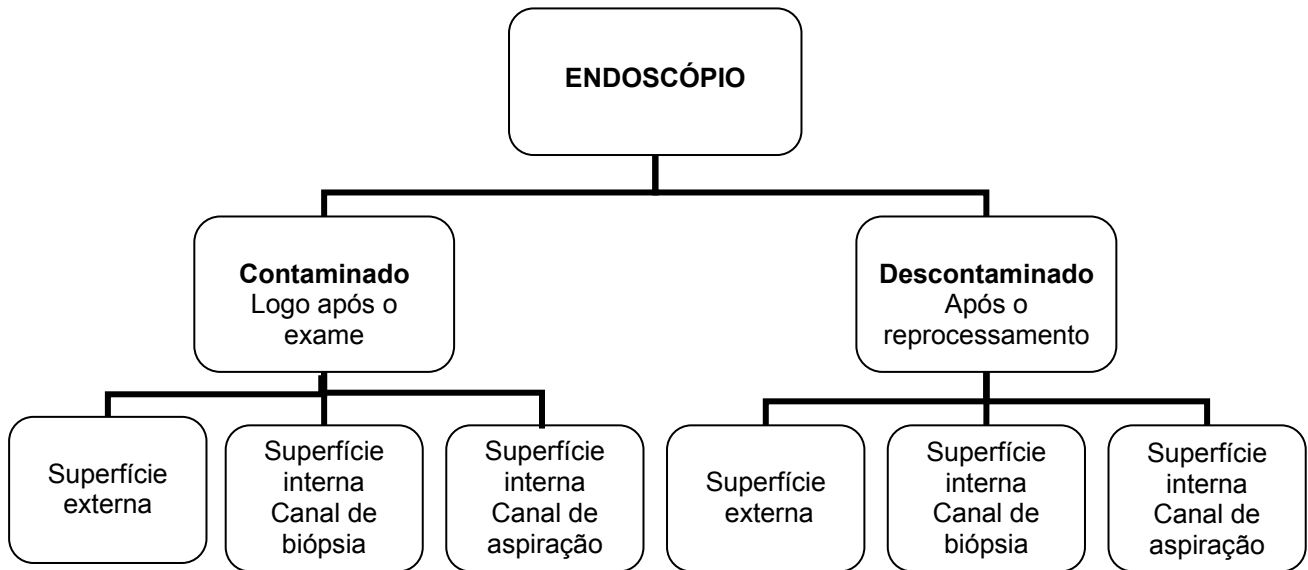 ENDOSCÓPIO
Contaminado
Logo após o
exame
Descontaminado
Após o
reprocessamento
Superfície
externa
Superfície
interna
Canal de
biópsia
Superfície
interna
Canal de
aspiração
Superfície
externa
Superfície
interna
Canal de
biópsia
Superfície
interna
Canal de
aspiração